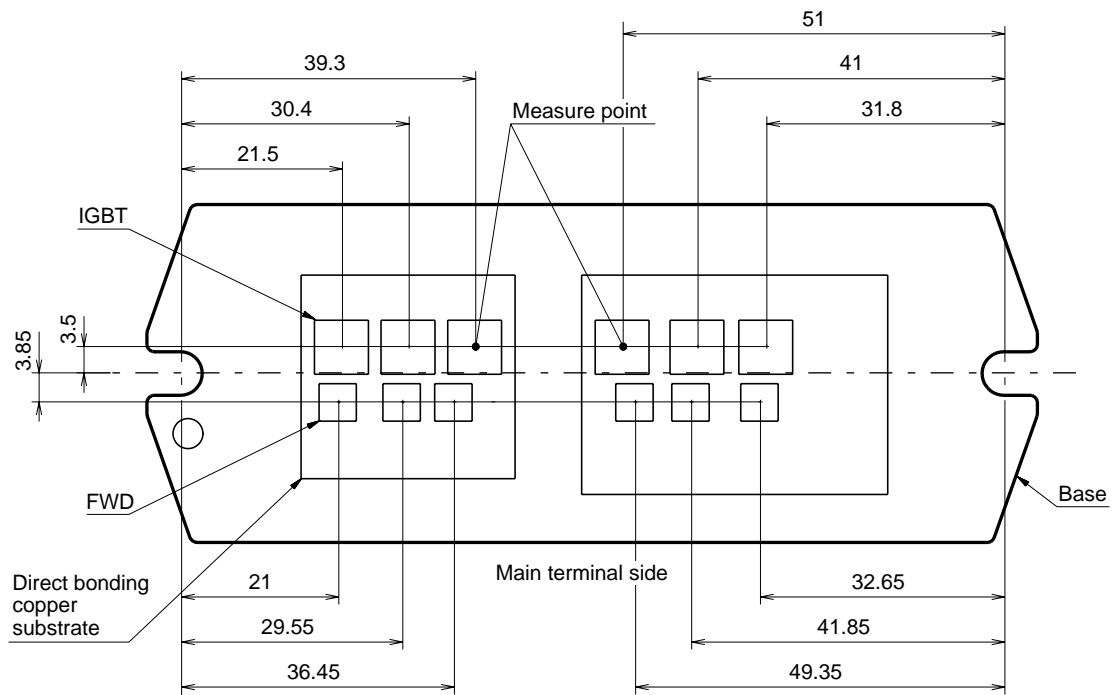 51
39.3
41
30.4
Measure point
31.8
21.5
IGBT
3.5
3.85
FWD
Base
Main terminal side
Direct bonding
copper
substrate
21
32.65
29.55
41.85
36.45
49.35